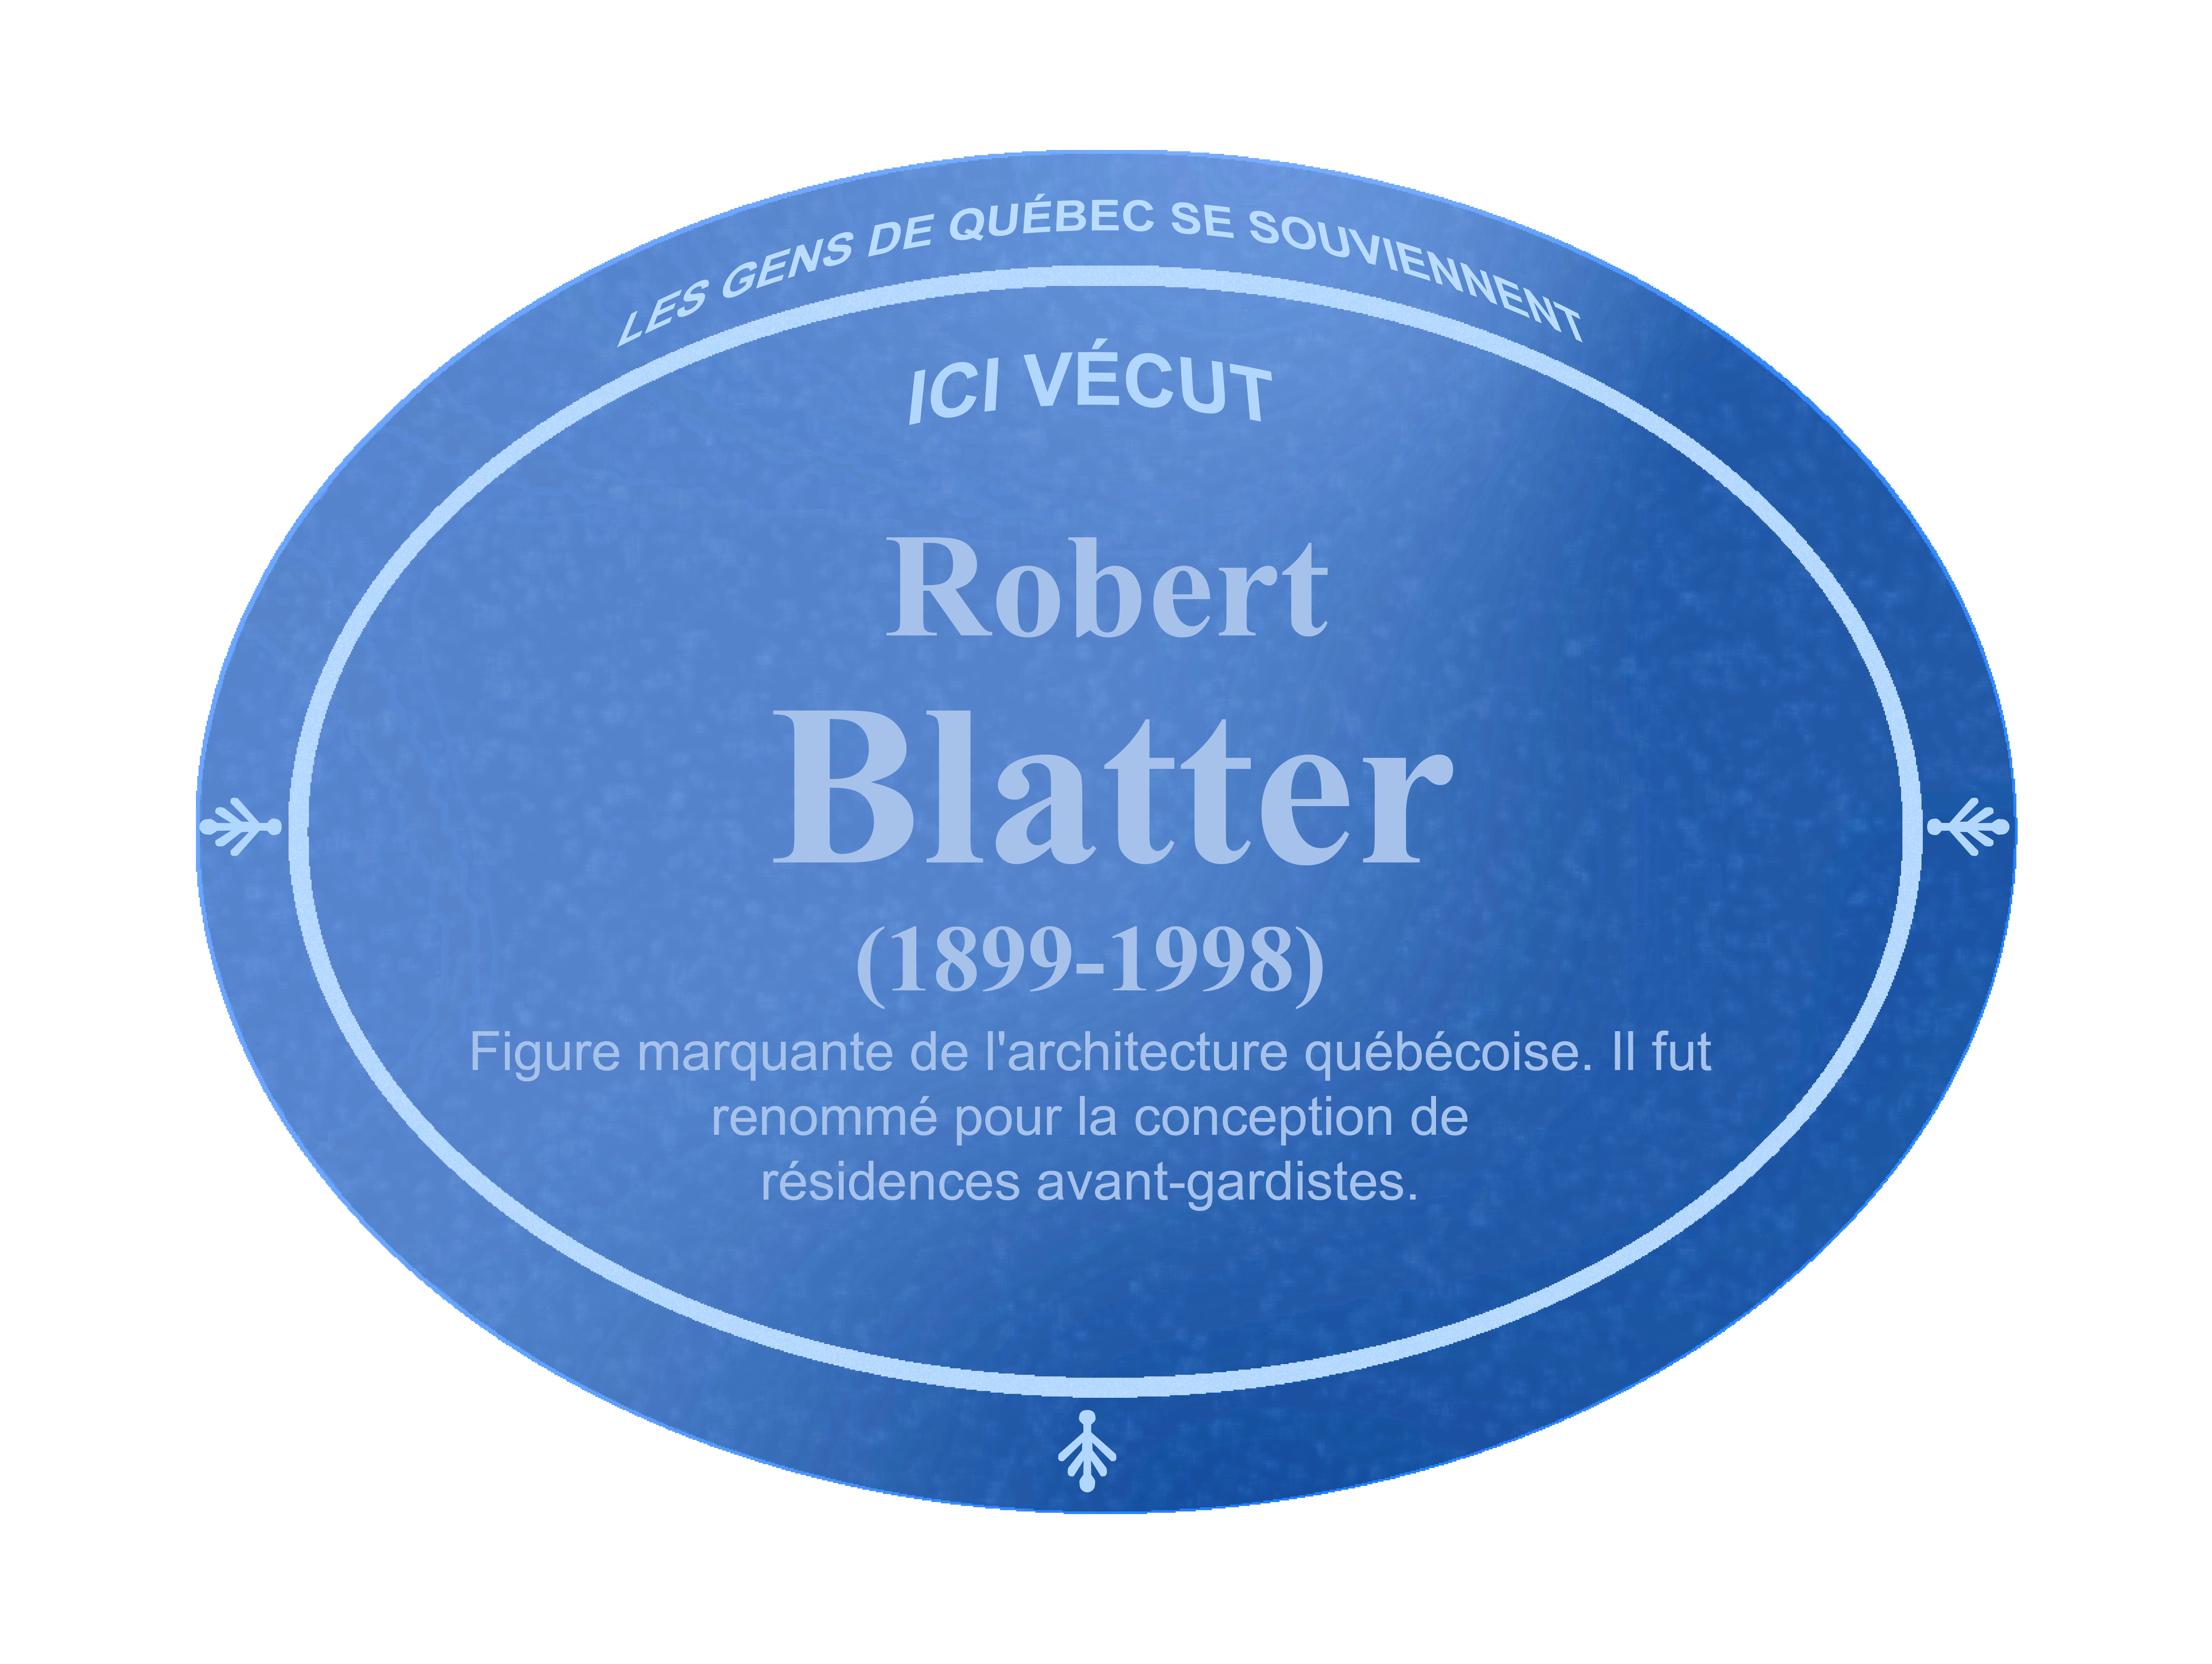 LES GENS DE QUÉBEC SE SOUVIENNENT
ICI VÉCUT
Robert
Blatter
(1899-1998)
Figure marquante de l'architecture québécoise. Il fut
renommé pour la conception de
résidences avant-gardistes.